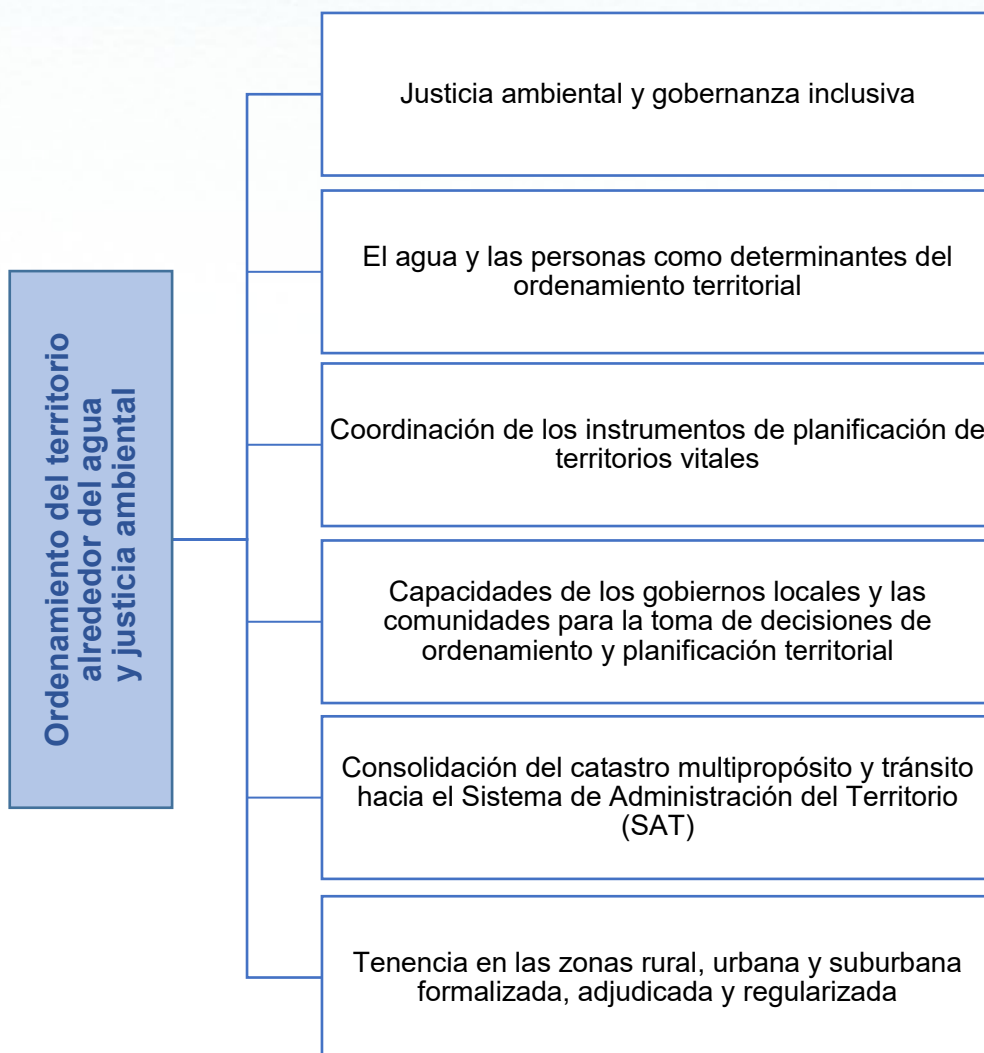 Ordenamiento del territorio
alrededor del agua
y justicia ambiental
Justicia ambiental y gobernanza inclusiva
El agua y las personas como determinantes del
ordenamiento territorial
Coordinación de los instrumentos de planificación de
territorios vitales
Capacidades de los gobiernos locales y las
comunidades para la toma de decisiones de
ordenamiento y planificación territorial
Consolidación del catastro multipropósito y tránsito
hacia el Sistema de Administración del Territorio
(SAT)
Tenencia en las zonas rural, urbana y suburbana
formalizada, adjudicada y regularizada